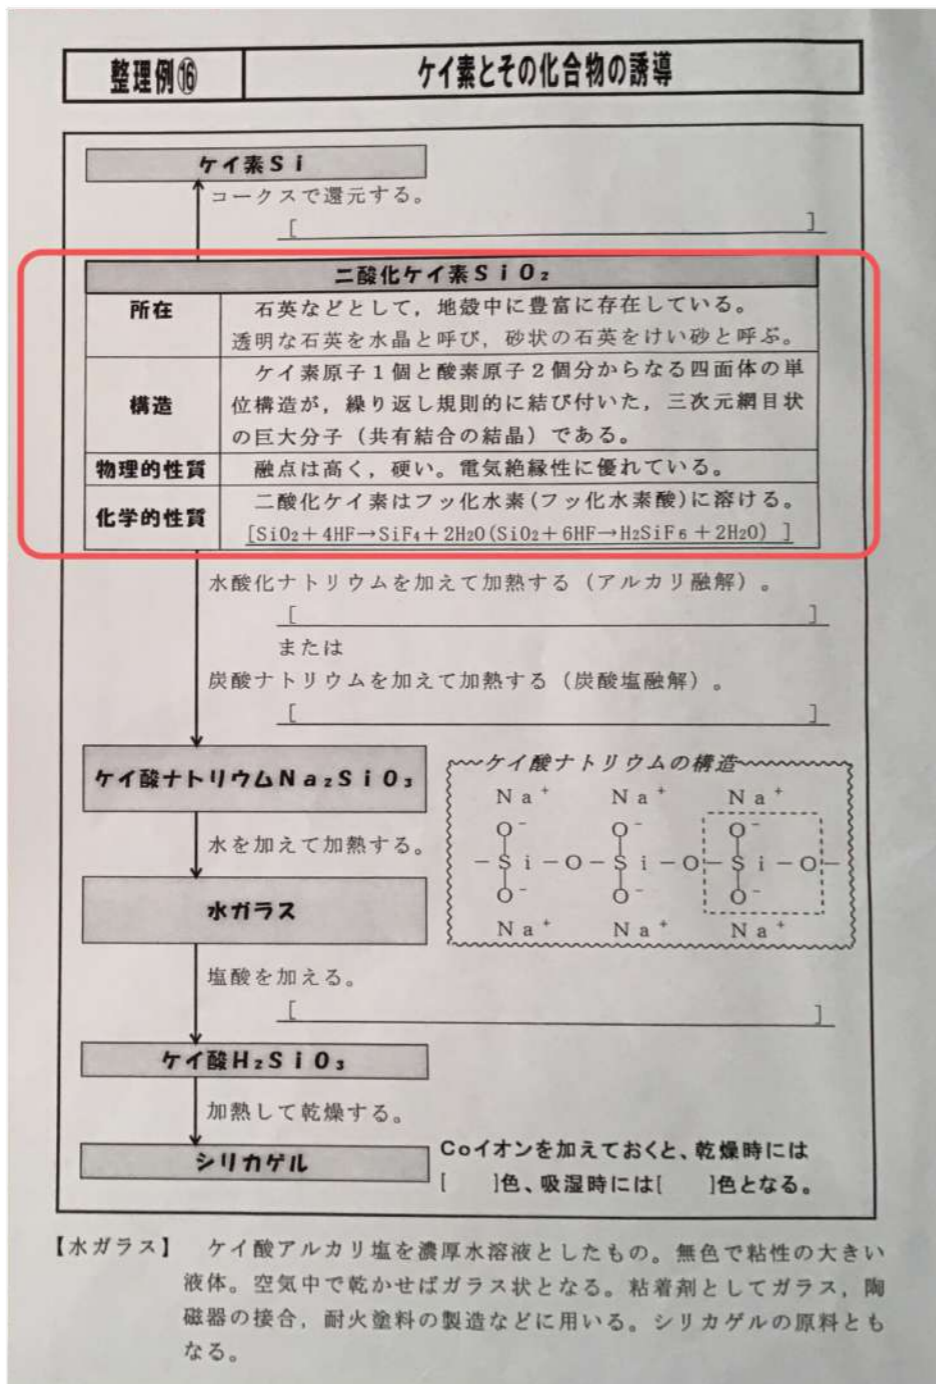 整理例⑯ ケイ素とその化合物の誘導
ケイ素Si
コークスで還元する。
[ ]
二酸化ケイ素SiO₂
所在 石英などとして，地殻中に豊富に存在している。
透明な石英を水晶と呼び，砂状の石英をけい砂と呼ぶ。
構造 ケイ素原子1個と酸素原子2個分からなる四面体の単
位構造が，繰り返し規則的に結び付いた，三次元網目状
の巨大分子（共有結合の結晶）である。
物理的性質 融点は高く，硬い。電気絶縁性に優れている。
化学的性質 二酸化ケイ素はフッ化水素(フッ化水素酸)に溶ける。
[SiO₂＋4HF→SiF₄＋2H₂O(SiO₂＋6HF→H₂SiF₆＋2H₂O) ]
水酸化ナトリウムを加えて加熱する（アルカリ融解）。
[ ]
または
炭酸ナトリウムを加えて加熱する（炭酸塩融解）。
[ ]
ケイ酸ナトリウムNa₂SiO₃
水を加えて加熱する。
水ガラス
ケイ酸ナトリウムの構造
Na⁺ Na⁺ Na⁺
O⁻ O⁻ O⁻
－Si－O－Si－O－Si－O－
O⁻ O⁻ O⁻
Na⁺ Na⁺ Na⁺
塩酸を加える。
[ ]
ケイ酸H₂SiO₃
加熱して乾燥する。
シリカゲル
Coイオンを加えておくと、乾燥時には
[ ]色、吸湿時には[ ]色となる。
【水ガラス】 ケイ酸アルカリ塩を濃厚水溶液としたもの。無色で粘性の大きい
液体。空気中で乾かせばガラス状となる。粘着剤としてガラス，陶
磁器の接合，耐火塗料の製造などに用いる。シリカゲルの原料とも
なる。